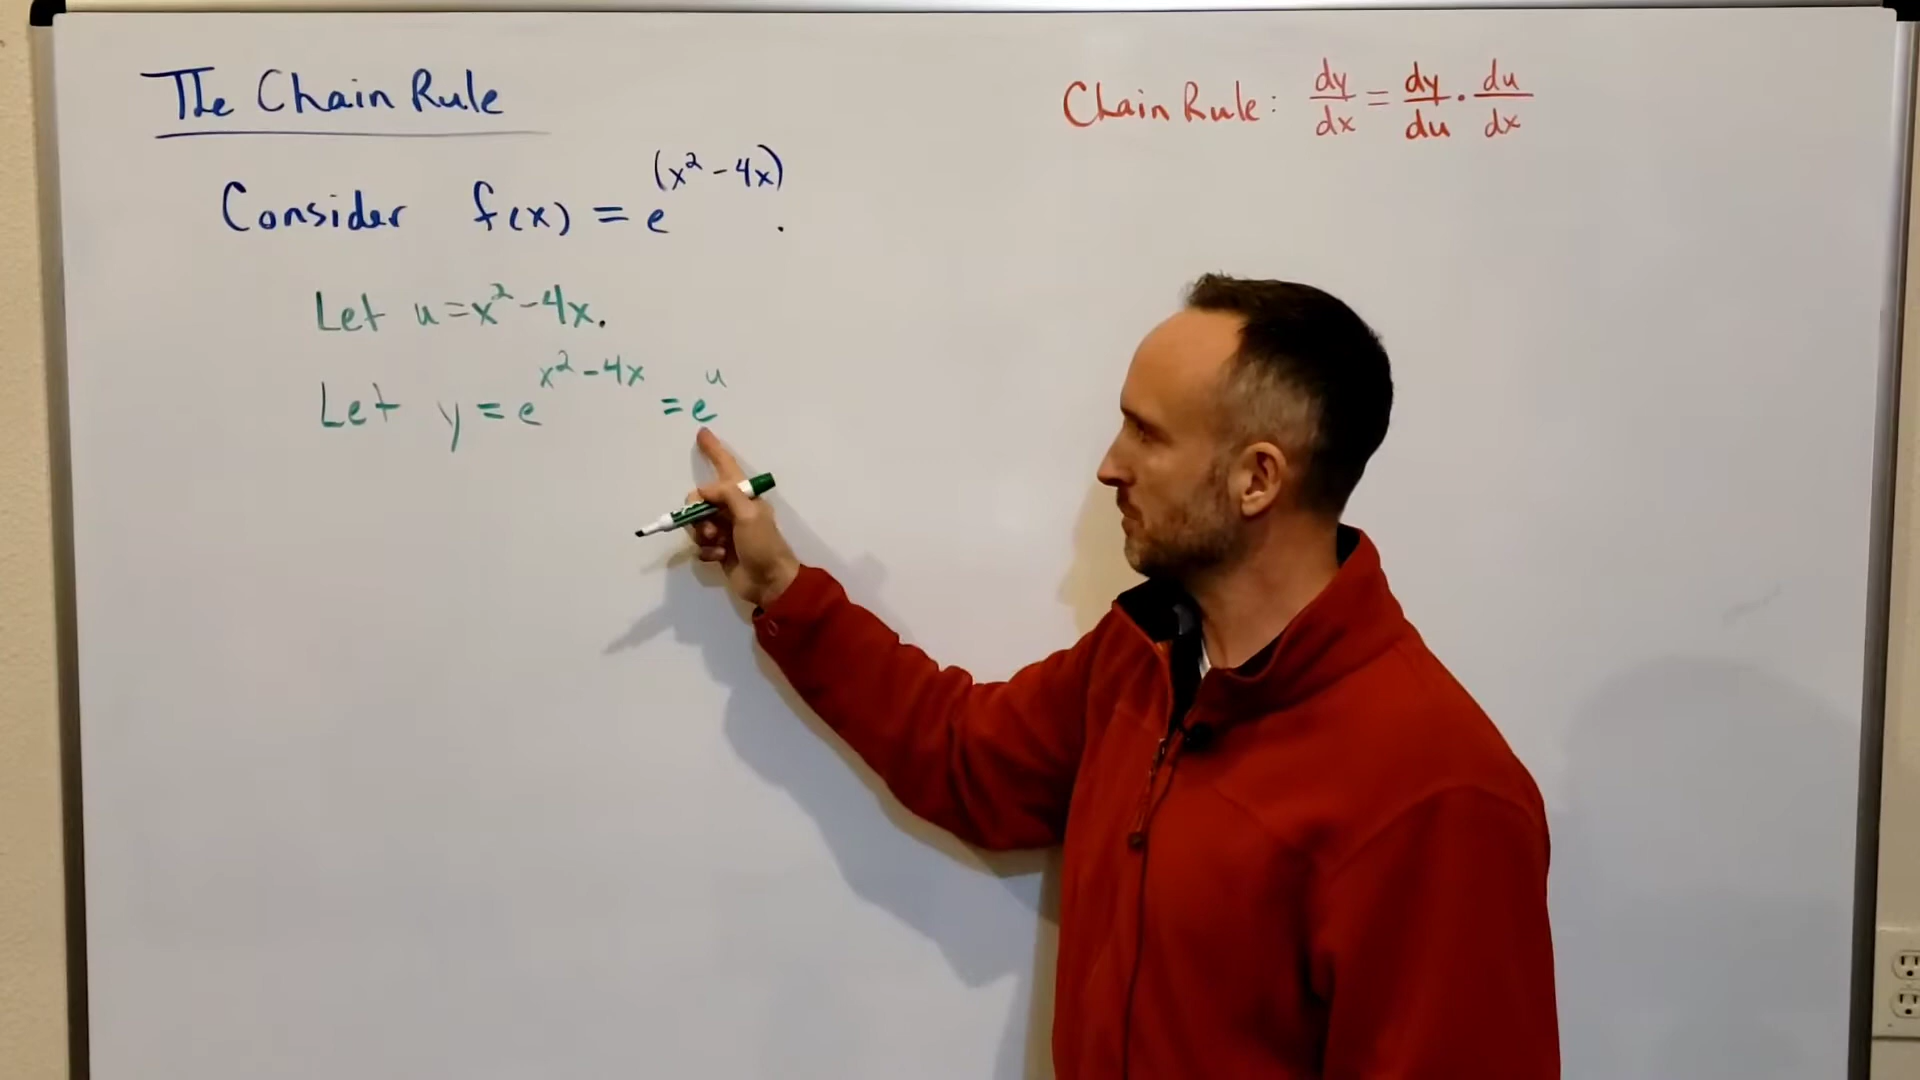 The Chain Rule
Chain Rule: dy/dx = dy/du · du/dx
Consider f(x) = e^(x² - 4x).
Let u = x² - 4x.
Let y = e^x² - 4x = e^u